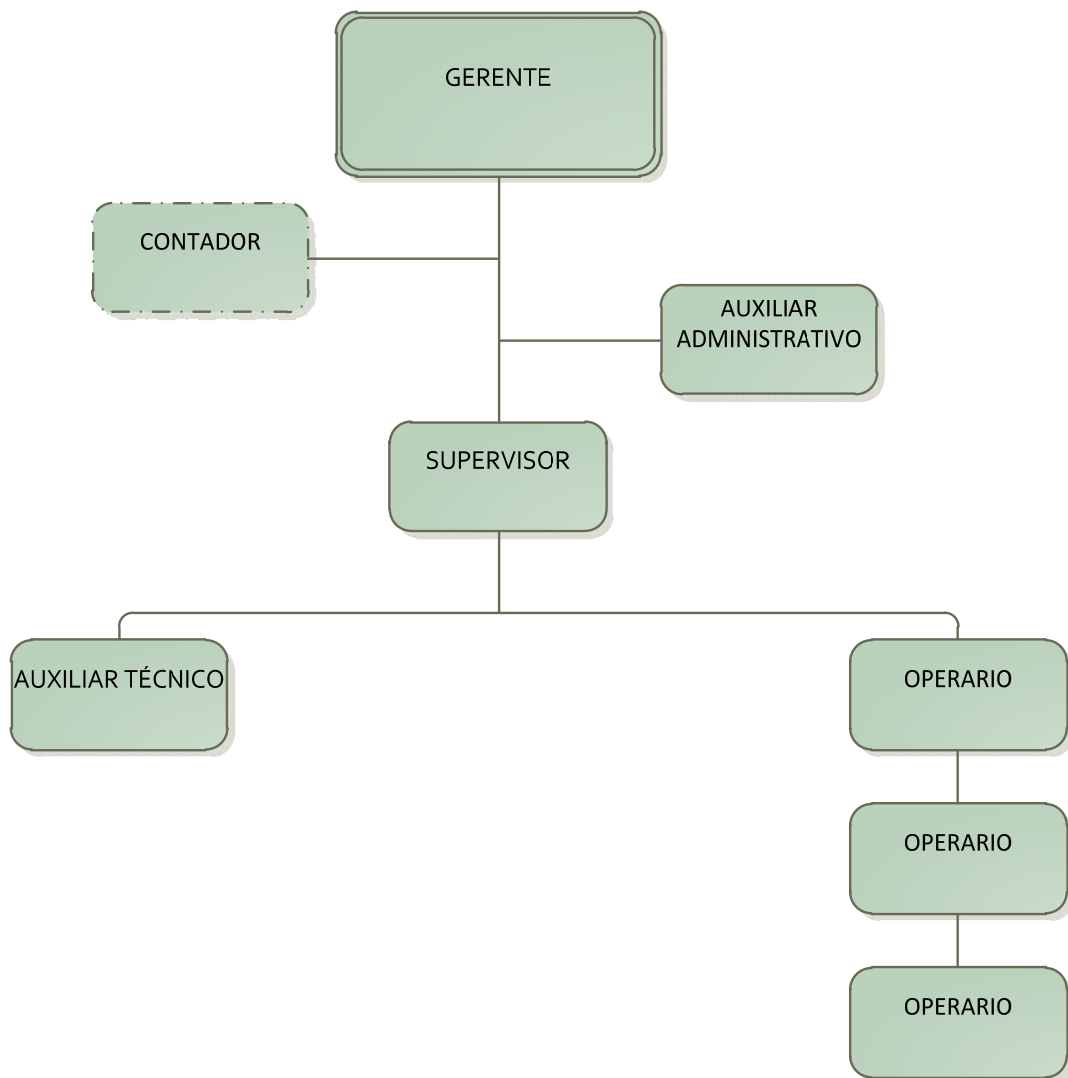 GERENTE
CONTADOR
AUXILIAR
ADMINISTRATIVO
SUPERVISOR
AUXILIAR TÉCNICO
OPERARIO
OPERARIO
OPERARIO